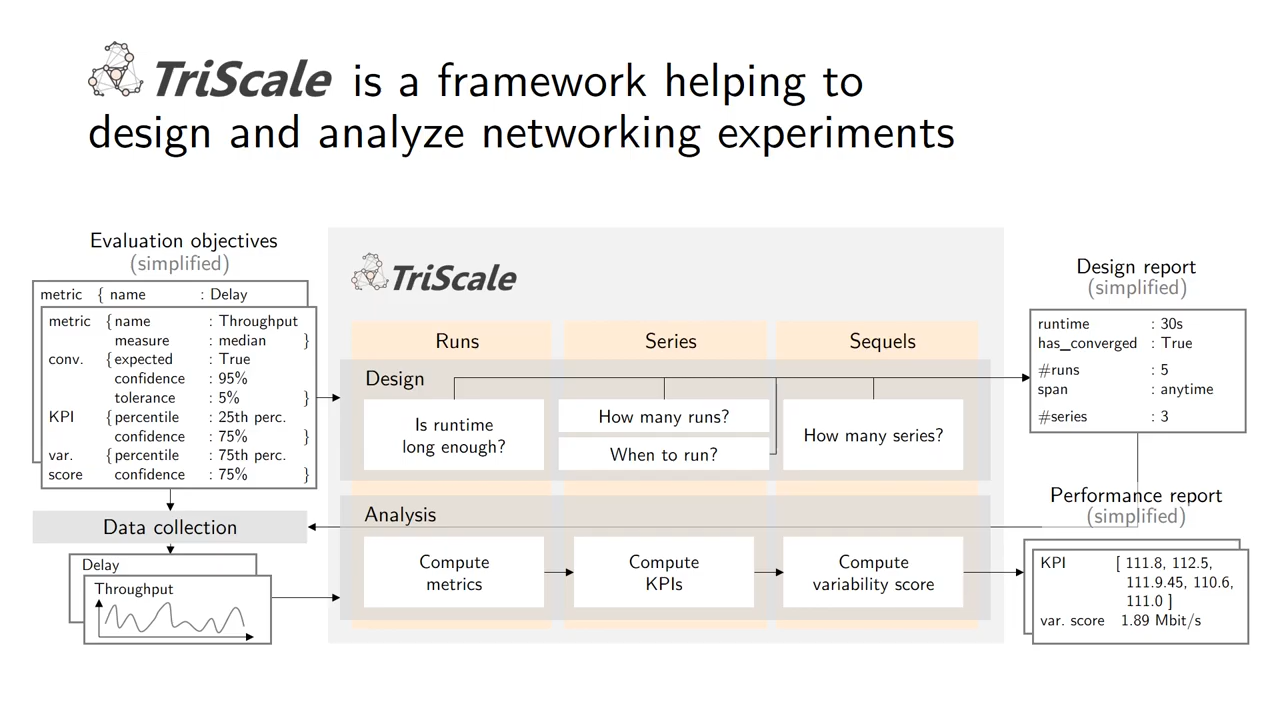 TriScale is a framework helping to
design and analyze networking experiments
Evaluation objectives
(simplified)
metric { name : Delay
metric { name : Throughput
measure : median }
conv. { expected : True
confidence : 95%
tolerance : 5% }
KPI { percentile : 25th perc.
confidence : 75% }
var. { percentile : 75th perc.
score confidence : 75% }
Data collection
Delay
Throughput
TriScale
Runs
Series
Sequels
Design
Is runtime
long enough?
How many runs?
When to run?
How many series?
Analysis
Compute
metrics
Compute
KPIs
Compute
variability score
Design report
(simplified)
runtime : 30s
has_converged : True
#runs : 5
span : anytime
#series : 3
Performance report
(simplified)
KPI [ 111.8, 112.5,
111.9.45, 110.6,
111.0 ]
var. score 1.89 Mbit/s